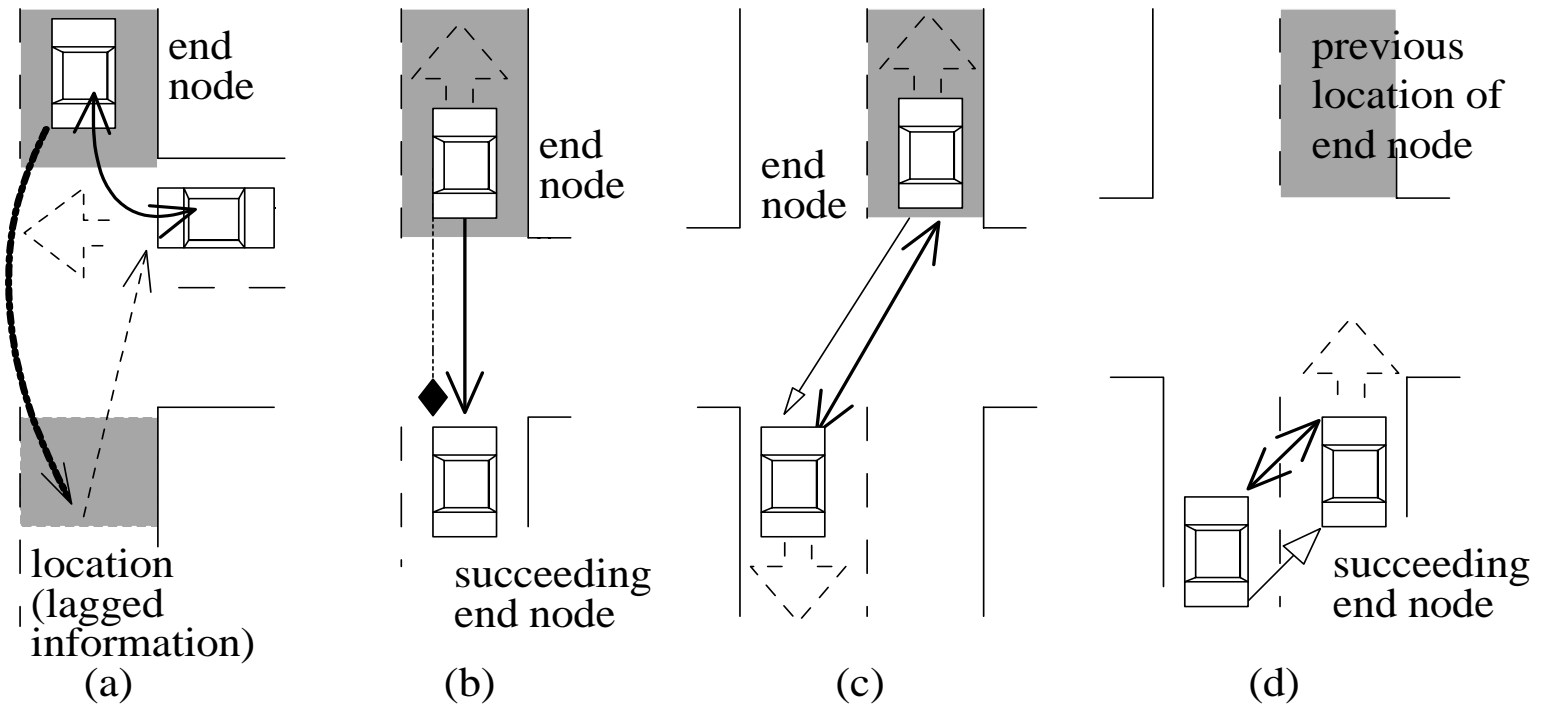 end
node
location
(lagged
information)
(a)
end
node
succeeding
end node
(b)
end
node
(c)
previous
location of
end node
succeeding
end node
(d)